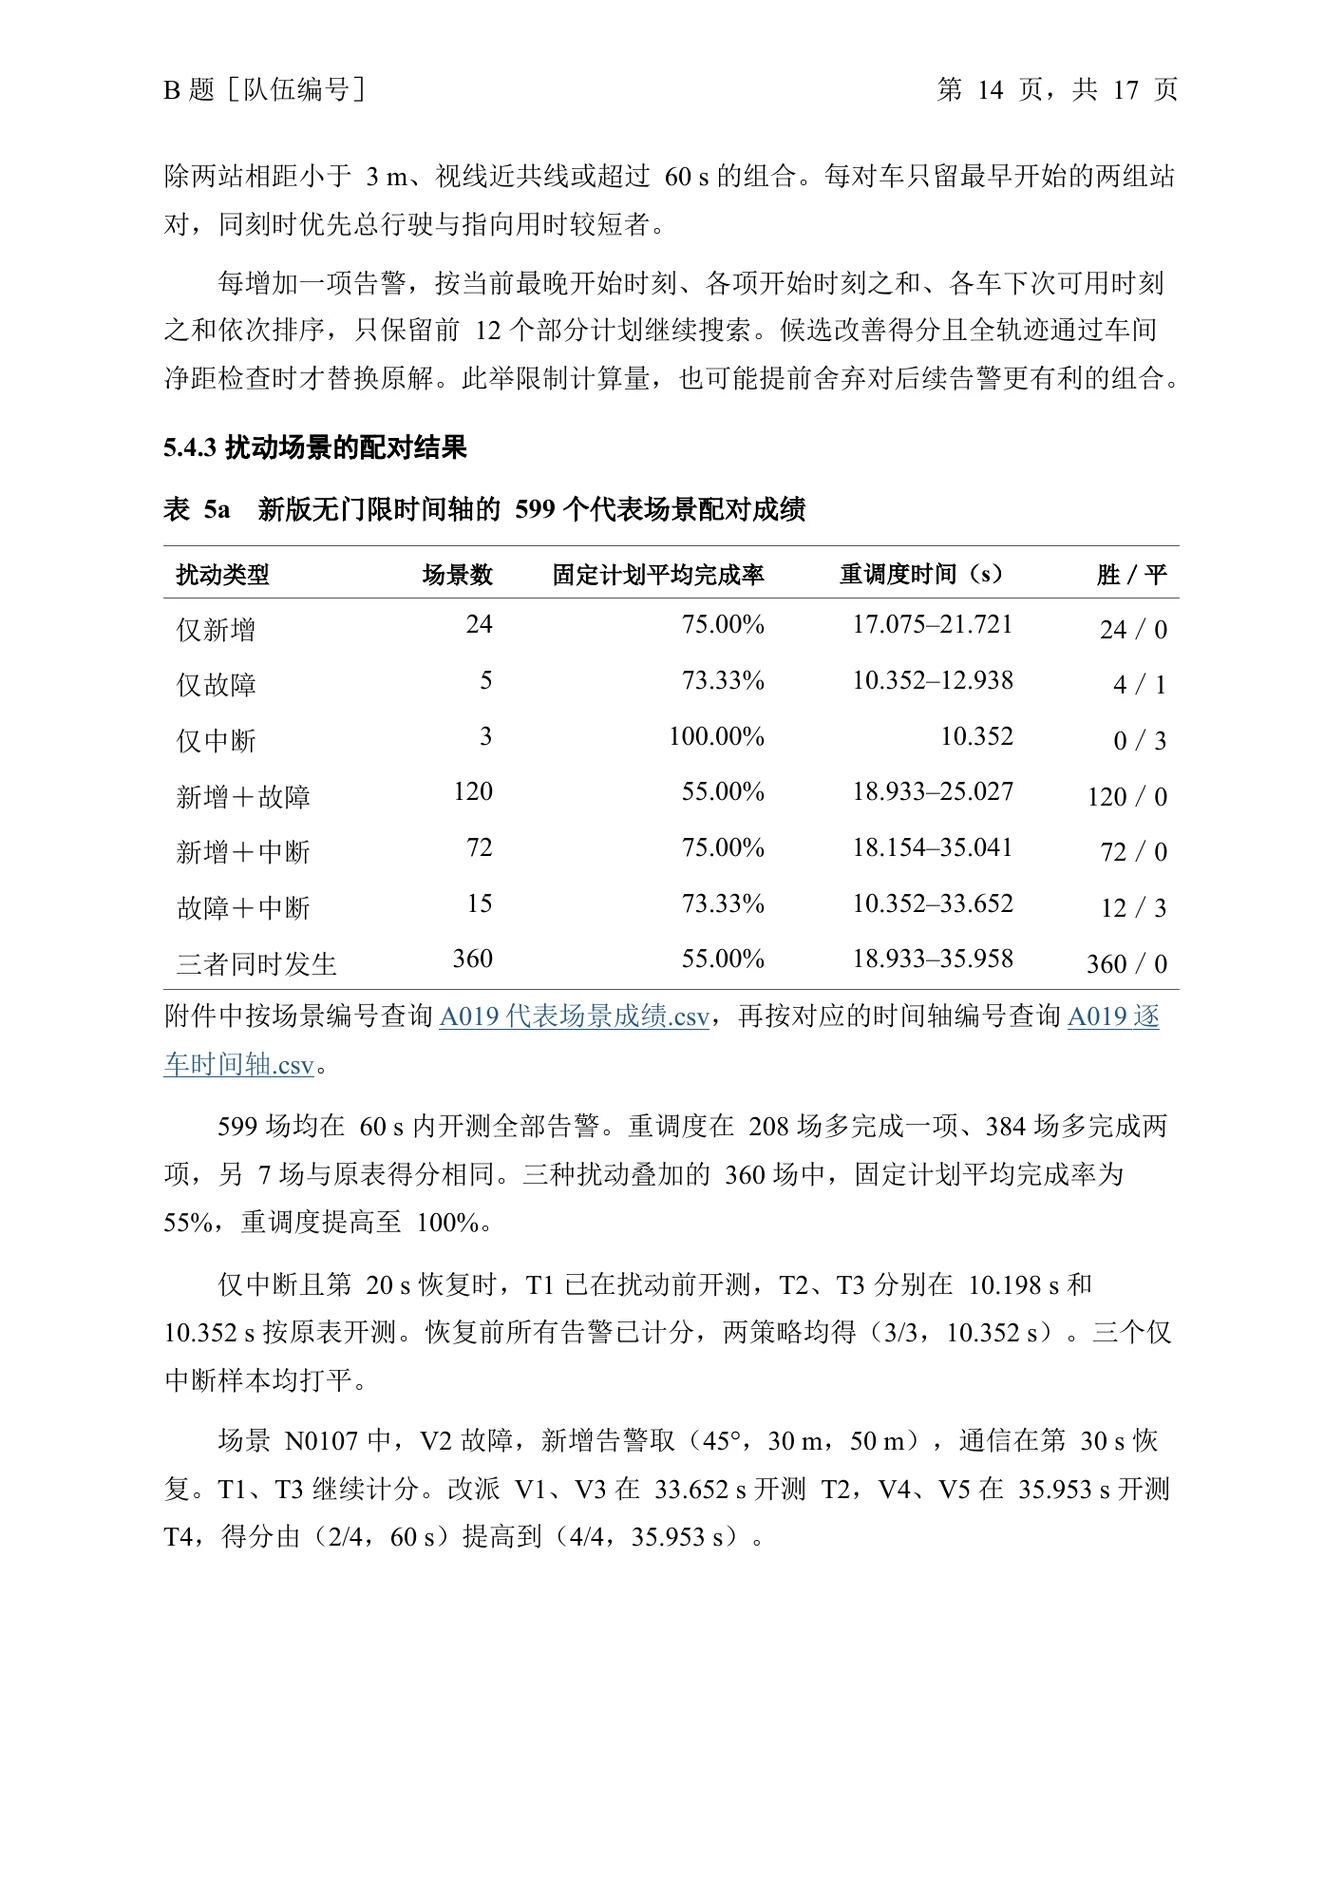 B 题［队伍编号］ 第 14 页，共 17 页
除两站相距小于 3 m、视线近共线或超过 60 s 的组合。每对车只留最早开始的两组站
对，同刻时优先总行驶与指向用时较短者。
每增加一项告警，按当前最晚开始时刻、各项开始时刻之和、各车下次可用时刻
之和依次排序，只保留前 12 个部分计划继续搜索。候选改善得分且全轨迹通过车间
净距检查时才替换原解。此举限制计算量，也可能提前舍弃对后续告警更有利的组合。
5.4.3 扰动场景的配对结果
表 5a 新版无门限时间轴的 599 个代表场景配对成绩
扰动类型 场景数 固定计划平均完成率 重调度时间（s） 胜 / 平
仅新增 24 75.00% 17.075–21.721 24 / 0
仅故障 5 73.33% 10.352–12.938 4 / 1
仅中断 3 100.00% 10.352 0 / 3
新增＋故障 120 55.00% 18.933–25.027 120 / 0
新增＋中断 72 75.00% 18.154–35.041 72 / 0
故障＋中断 15 73.33% 10.352–33.652 12 / 3
三者同时发生 360 55.00% 18.933–35.958 360 / 0
附件中按场景编号查询 A019 代表场景成绩.csv，再按对应的时间轴编号查询 A019 逐
车时间轴.csv。
599 场均在 60 s 内开测全部告警。重调度在 208 场多完成一项、384 场多完成两
项，另 7 场与原表得分相同。三种扰动叠加的 360 场中，固定计划平均完成率为
55%，重调度提高至 100%。
仅中断且第 20 s 恢复时，T1 已在扰动前开测，T2、T3 分别在 10.198 s 和
10.352 s 按原表开测。恢复前所有告警已计分，两策略均得（3/3，10.352 s）。三个仅
中断样本均打平。
场景 N0107 中，V2 故障，新增告警取（45°，30 m，50 m），通信在第 30 s 恢
复。T1、T3 继续计分。改派 V1、V3 在 33.652 s 开测 T2，V4、V5 在 35.953 s 开测
T4，得分由（2/4，60 s）提高到（4/4，35.953 s）。